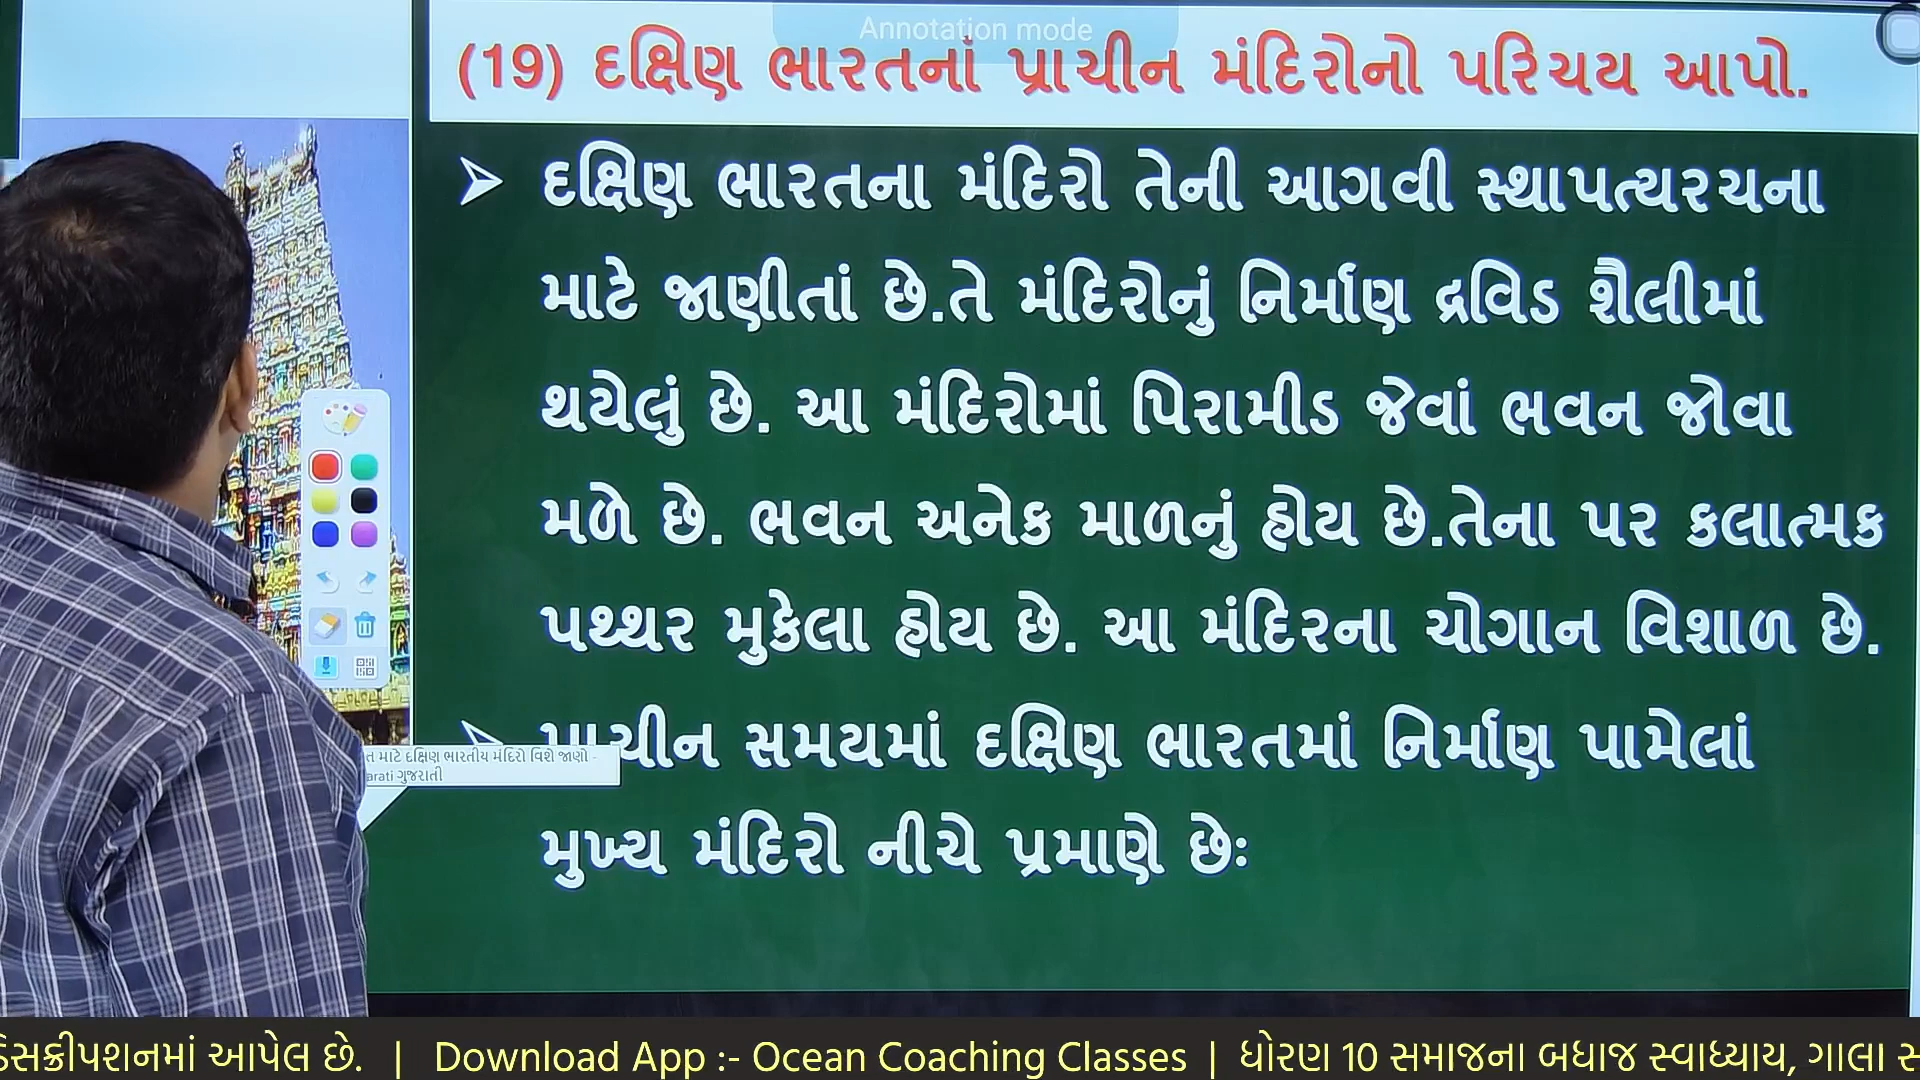 Annotation mode
(19) દક્ષિણ ભારતનાં પ્રાચીન મંદિરોનો પરિચય આપો.
➢ દક્ષિણ ભારતના મંદિરો તેની આગવી સ્થાપત્યરચના
માટે જાણીતાં છે.તે મંદિરોનું નિર્માણ દ્રવિડ શૈલીમાં
થયેલું છે. આ મંદિરોમાં પિરામીડ જેવાં ભવન જોવા
મળે છે. ભવન અનેક માળનું હોય છે.તેના પર કલાત્મક
પથ્થર મુકેલા હોય છે. આ મંદિરના ચોગાન વિશાળ છે.
➢ પ્રાચીન સમયમાં દક્ષિણ ભારતમાં નિર્માણ પામેલાં
મુખ્ય મંદિરો નીચે પ્રમાણે છેઃ
માટે દક્ષિણ ભારતીય મંદિરો વિશે જાણો -
arati ગુજરાતી
આપેલ છે. | Download App :- Ocean Coaching Classes | ધોરણ 10 સમાજના બધાજ સ્વાધ્યાય, ગાલા